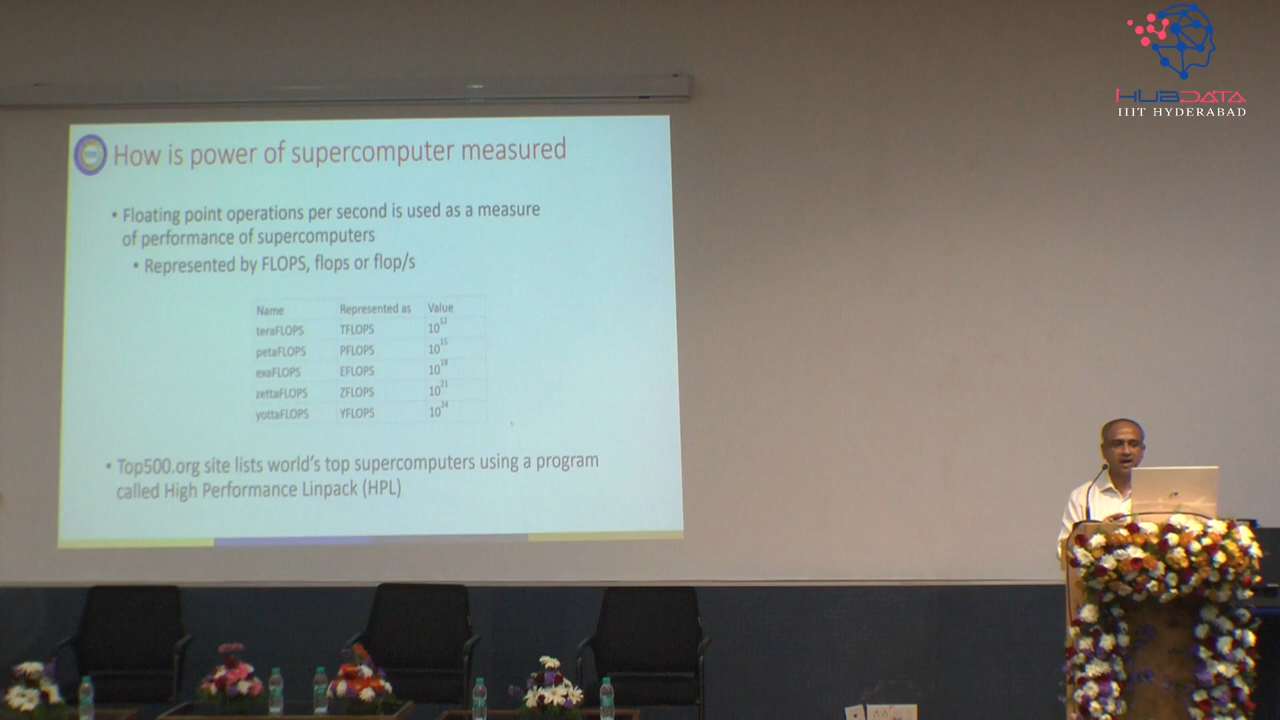 iHUBDATA
IIIT HYDERABAD
How is power of supercomputer measured
• Floating point operations per second is used as a measure
of performance of supercomputers
• Represented by FLOPS, flops or flop/s
Name Represented as Value
teraFLOPS TFLOPS 10^12
petaFLOPS PFLOPS 10^15
exaFLOPS EFLOPS 10^18
zettaFLOPS ZFLOPS 10^21
yottaFLOPS YFLOPS 10^24
• Top500.org site lists world's top supercomputers using a program
called High Performance Linpack (HPL)